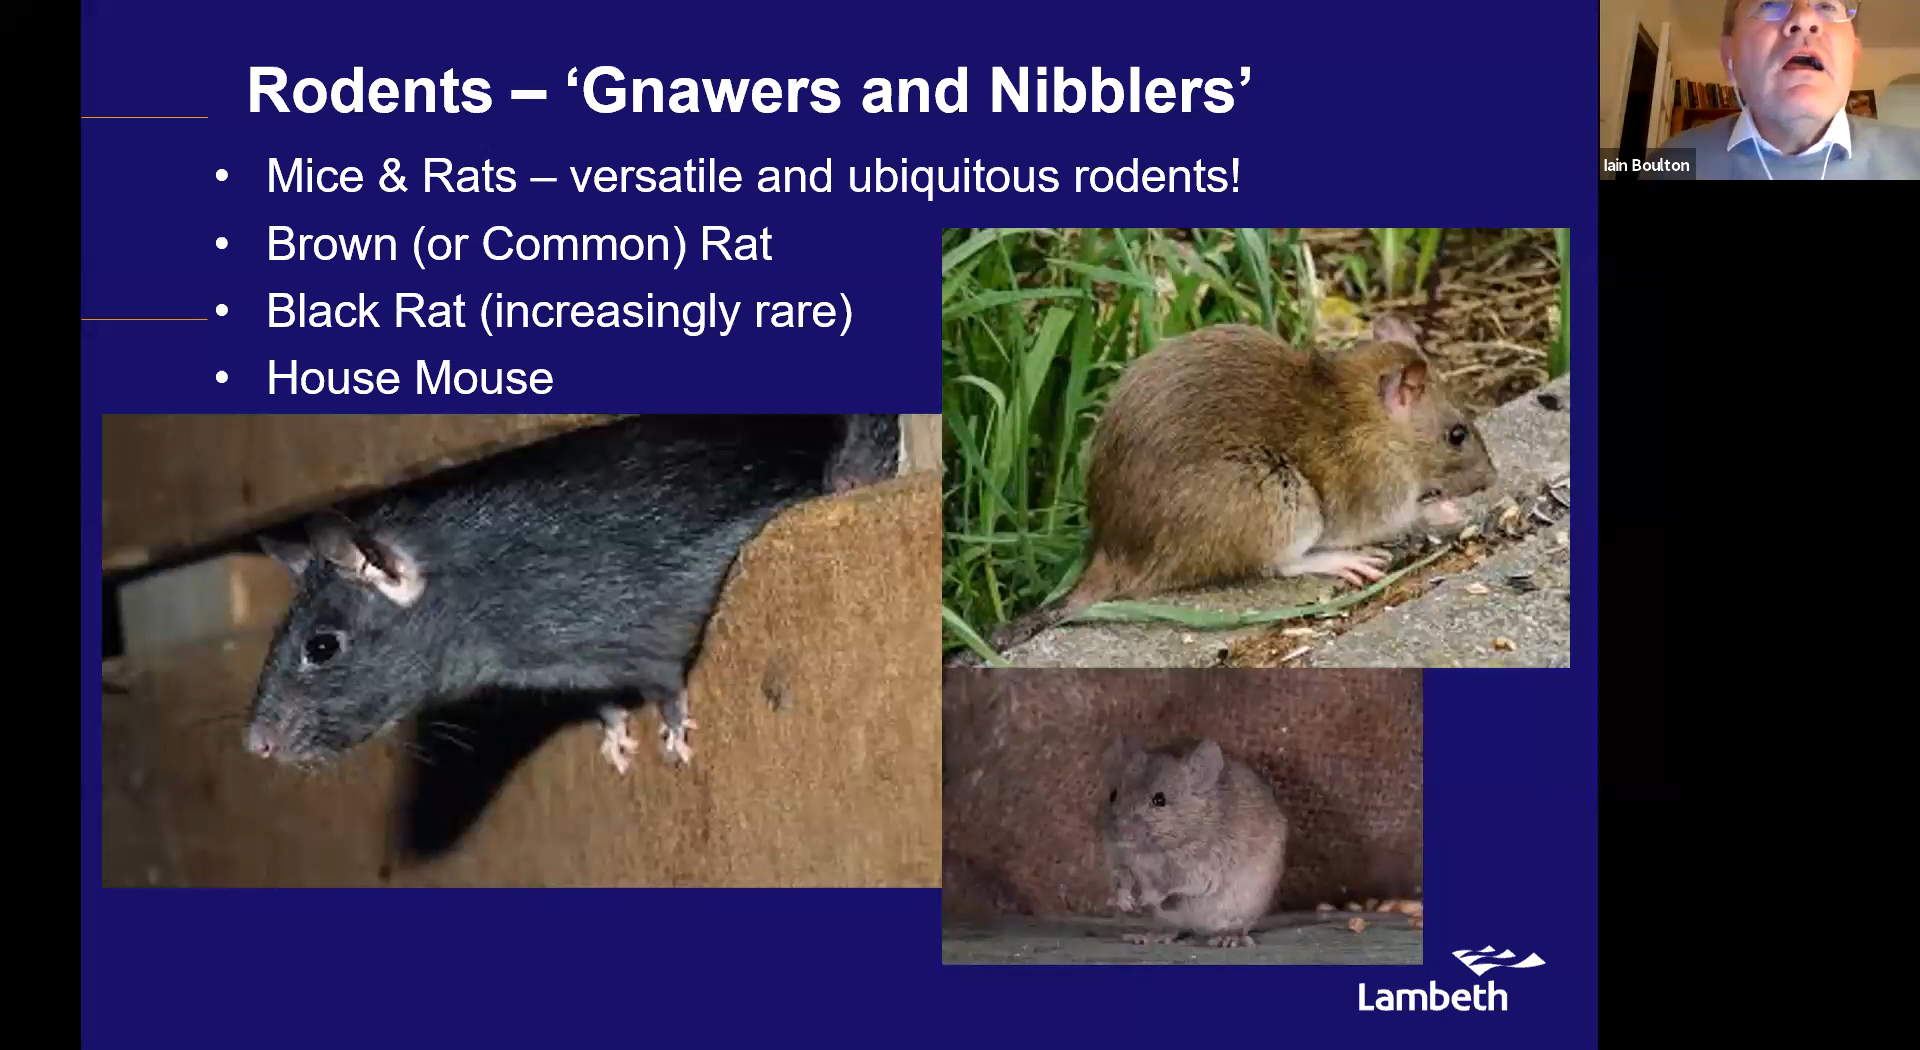 Rodents – ‘Gnawers and Nibblers’
• Mice & Rats – versatile and ubiquitous rodents!
• Brown (or Common) Rat
• Black Rat (increasingly rare)
• House Mouse
Iain Boulton
Lambeth